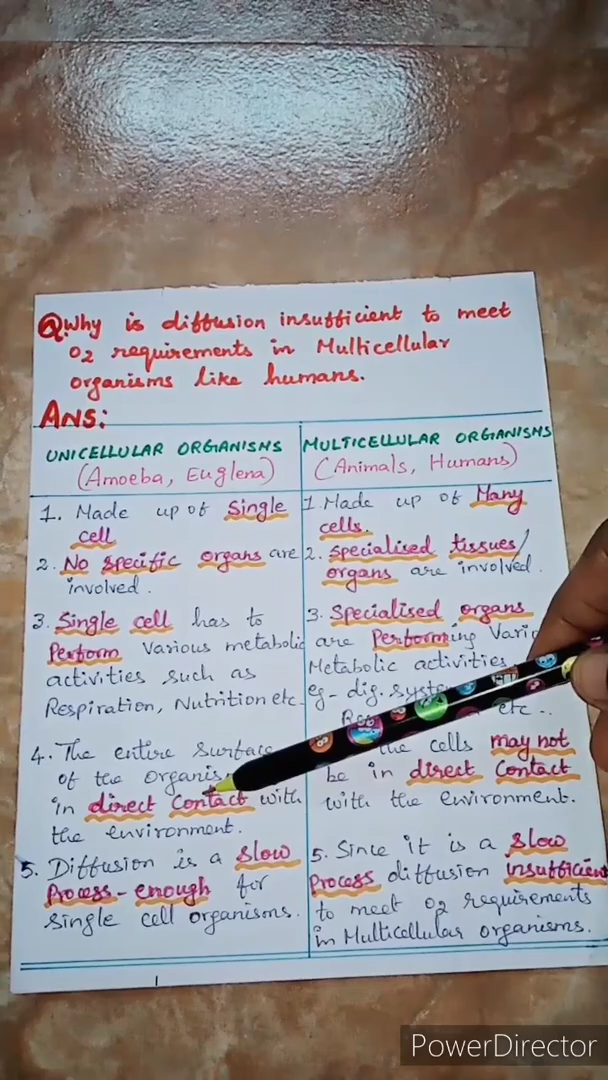 Q. Why is diffusion insufficient to meet
O2 requirements in Multicellular
organisms like humans.
ANS:
UNICELLULAR ORGANISMS
(Amoeba, Euglena)
1. Made up of Single
cell
2. No specific organs are
involved.
3. Single cell has to
Perform Various metabolic
activities such as
Respiration, Nutrition etc.
4. The entire Surface
of the Organis
in direct Contact with
the environment.
5. Diffusion is a Slow
Process-enough for
Single cell organisms.
MULTICELLULAR ORGANISMS
(Animals, Humans)
1. Made up of Many
cells.
2. Specialised tissues/
organs are involved.
3. Specialised organs
are Performing Vari
Metabolic activities
eg- dig. syste
etc..
the cells may not
be in direct Contact
with the environment.
5. Since it is a Slow
Process diffusion insufficien
to meet O2 requirements
in Multicellular organisms.
PowerDirector